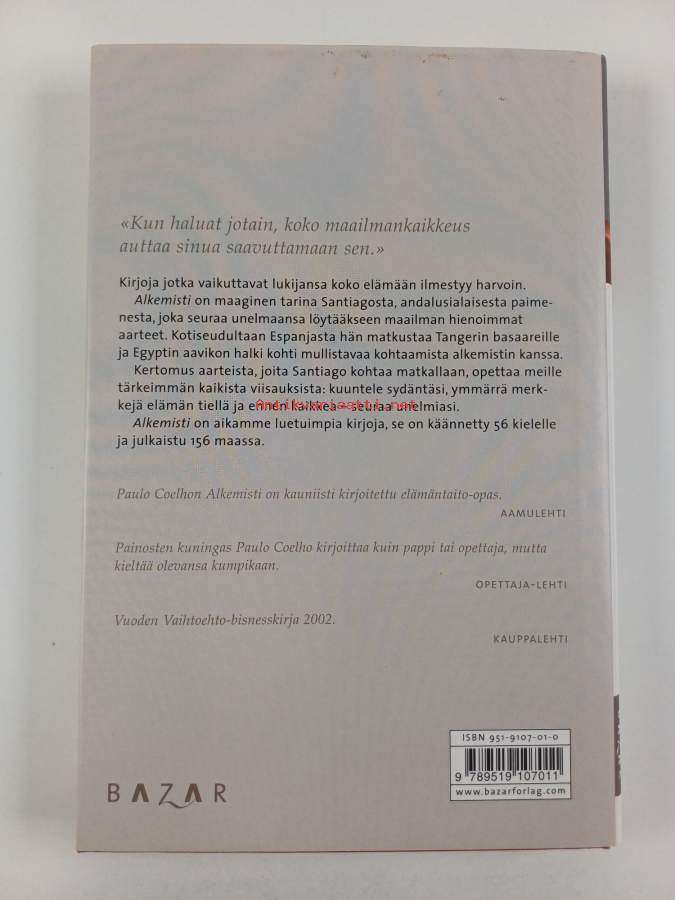 «Kun haluat jotain, koko maailmankaikkeus
auttaa sinua saavuttamaan sen.»
Kirjoja jotka vaikuttavat lukijansa koko elämään ilmestyy harvoin.
Alkemisti on maaginen tarina Santiagosta, andalusialaisesta paime-
nesta, joka seuraa unelmaansa löytääkseen maailman hienoimmat
aarteet. Kotiseudultaan Espanjasta hän matkustaa Tangerin basaareille
ja Egyptin aavikon halki kohti mullistavaa kohtaamista alkemistin kanssa.
Kertomus aarteista, joita Santiago kohtaa matkallaan, opettaa meille
tärkeimmän kaikista viisauksista: kuuntele sydäntäsi, ymmärrä merk-
kejä elämän tiellä ja ennen kaikkea – seuraa unelmiasi.
Antikvariaatti.net
Alkemisti on aikamme luetuimpia kirjoja, se on käännetty 56 kielelle
ja julkaistu 156 maassa.
Paulo Coelhon Alkemisti on kauniisti kirjoitettu elämäntaito-opas.
AAMULEHTI
Painosten kuningas Paulo Coelho kirjoittaa kuin pappi tai opettaja, mutta
kieltää olevansa kumpikaan.
OPETTAJA-LEHTI
Vuoden Vaihtoehto-bisnesskirja 2002.
KAUPPALEHTI
ISBN 951-9107-01-0
9 789519 107011
www.bazarforlag.com
BAZAR